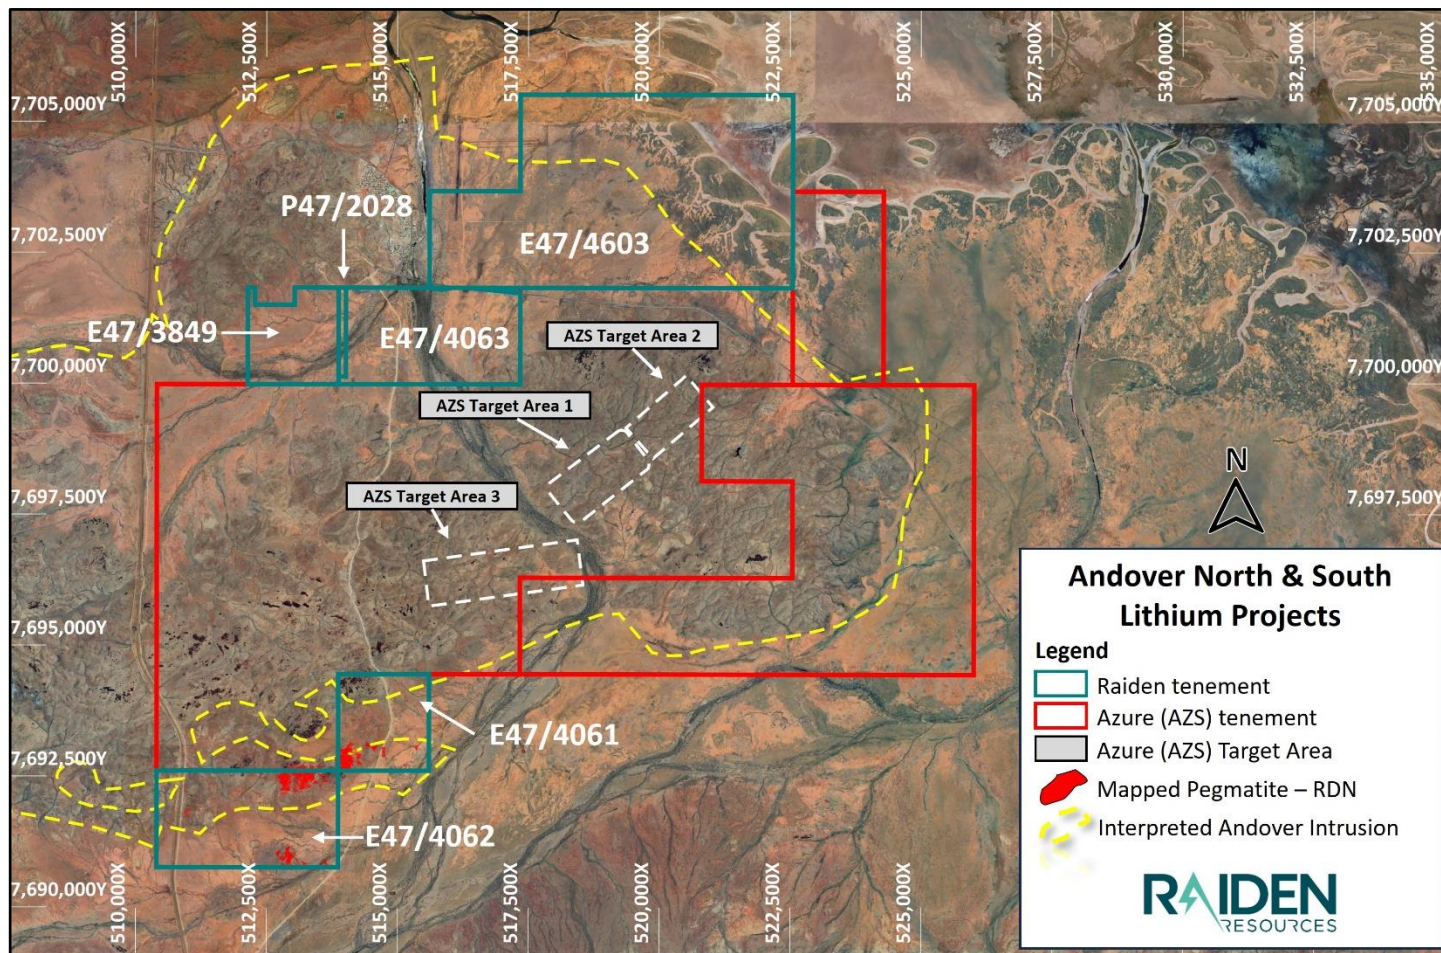 510,000X
512,500X
515,000X
517,500X
520,000X
522,500X
525,000X
527,500X
530,000X
532,500X
535,000X
7,705,000Y
7,705,000Y
P47/2028
7,702,500Y
E47/4603
7,702,500Y
E47/3849
E47/4063
AZS Target Area 2
7,700,000Y
7,700,000Y
AZS Target Area 1
N
AZS Target Area 3
7,697,500Y
7,697,500Y
Andover North & South
Lithium Projects
7,695,000Y
Legend
Raiden tenement
Azure (AZS) tenement
E47/4061
Azure (AZS) Target Area
7,692,500Y
Mapped Pegmatite – RDN
Interpreted Andover Intrusion
E47/4062
7,690,000Y
RAIDEN
RESOURCES
510,000X
512,500X
515,000X
517,500X
520,000X
522,500X
525,000X